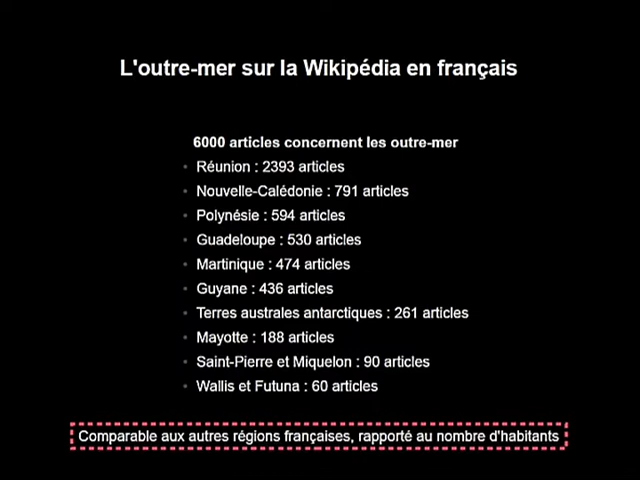 L'outre-mer sur la Wikipédia en français
6000 articles concernent les outre-mer
Réunion : 2393 articles
Nouvelle-Calédonie : 791 articles
Polynésie : 594 articles
Guadeloupe : 530 articles
Martinique : 474 articles
Guyane : 436 articles
Terres australes antarctiques : 261 articles
Mayotte : 188 articles
Saint-Pierre et Miquelon : 90 articles
Wallis et Futuna : 60 articles
Comparable aux autres régions françaises, rapporté au nombre d'habitants